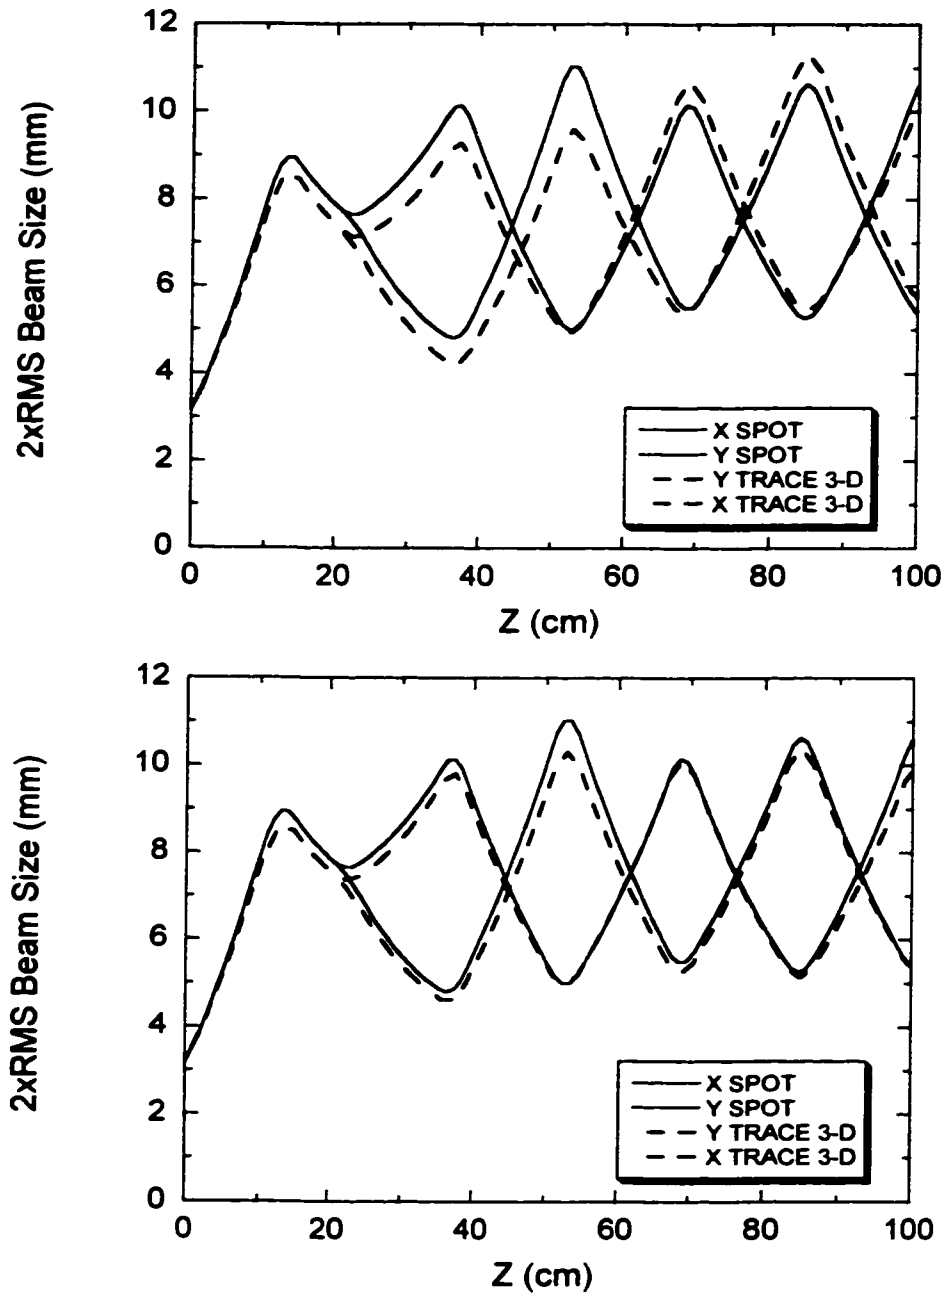 12
10
8
6
4
2
0
2xRMS Beam Size (mm)
X SPOT
Y SPOT
Y TRACE 3-D
X TRACE 3-D
0 20 40 60 80 100
Z (cm)
12
10
8
6
4
2
0
2xRMS Beam Size (mm)
X SPOT
Y SPOT
Y TRACE 3-D
X TRACE 3-D
0 20 40 60 80 100
Z (cm)